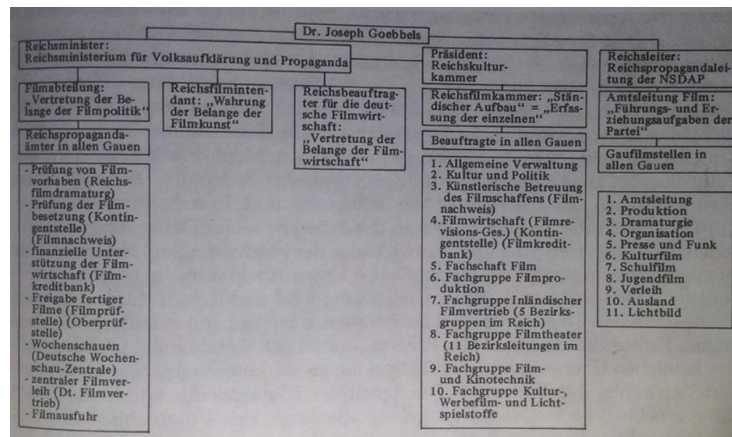 Dr. Joseph Goebbels
Reichsminister:
Reichsministerium für Volksaufklärung und Propaganda
Filmabteilung:
„Vertretung der Be-
lange der Filmpolitik“
Reichspropaganda-
ämter in allen Gauen
- Prüfung von Film-
vorhaben (Reichs-
filmdramaturg)
- Prüfung der Film-
besetzung (Kontin-
gentstelle)
(Filmnachweis)
- finanzielle Unter-
stützung der Film-
wirtschaft (Film-
kreditbank)
- Freigabe fertiger
Filme (Filmprüf-
stelle) (Oberprüf-
stelle)
- Wochenschauen
(Deutsche Wochen-
schau-Zentrale)
- zentraler Filmver-
leih (Dt. Filmver-
trieb)
- Filmausfuhr
Reichsfilminten-
dant: „Wahrung
der Belange der
Filmkunst“
Reichsbeauftrag-
ter für die deut-
sche Filmwirt-
schaft:
„Vertretung der
Belange der Film-
wirtschaft“
Präsident:
Reichskultur-
kammer
Reichsfilmkammer: „Stän-
discher Aufbau“ = „Erfas-
sung der einzelnen“
Beauftragte in allen Gauen
1. Allgemeine Verwaltung
2. Kultur und Politik
3. Künstlerische Betreuung
des Filmschaffens (Film-
nachweis)
4. Filmwirtschaft (Filmre-
visions-Ges.) (Kontin-
gentstelle) (Filmkredit-
bank)
5. Fachschaft Film
6. Fachgruppe Filmpro-
duktion
7. Fachgruppe Inländischer
Filmvertrieb (5 Bezirks-
gruppen im Reich)
8. Fachgruppe Filmtheater
(11 Bezirksleitungen im
Reich)
9. Fachgruppe Film-
und Kinotechnik
10. Fachgruppe Kultur-,
Werbefilm- und Licht-
spielstoffe
Reichsleiter:
Reichspropagandalei-
tung der NSDAP
Amtsleitung Film:
„Führungs- und Er-
ziehungsaufgaben der
Partei“
Gaufilmstellen in
allen Gauen
1. Amtsleitung
2. Produktion
3. Dramaturgie
4. Organisation
5. Presse und Funk
6. Kulturfilm
7. Schulfilm
8. Jugendfilm
9. Verleih
10. Ausland
11. Lichtbild